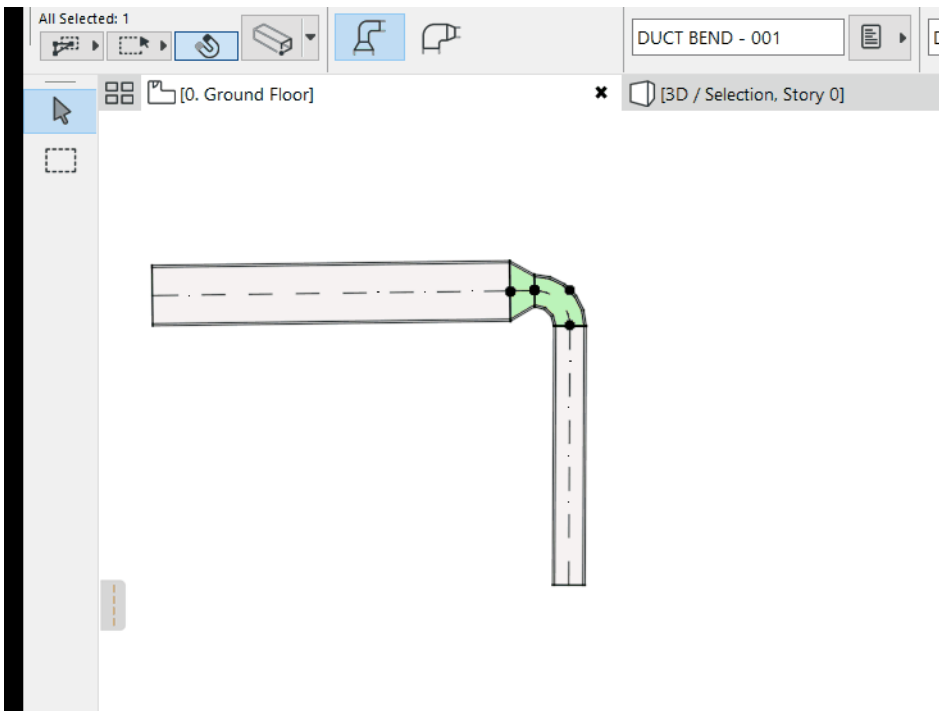 All Selected: 1
DUCT BEND - 001
[0. Ground Floor]
[3D / Selection, Story 0]